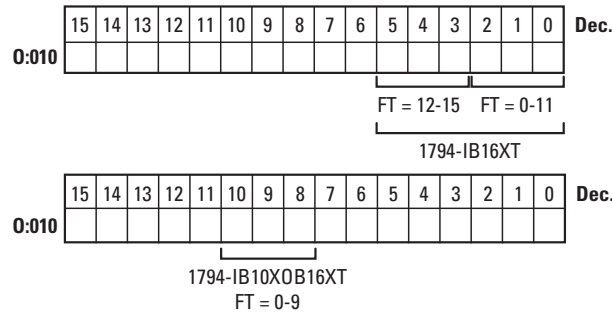 15 14 13 12 11 10 9 8 7 6 5 4 3 2 1 0 Dec.
O:010
FT = 12-15 FT = 0-11
1794-IB16XT
15 14 13 12 11 10 9 8 7 6 5 4 3 2 1 0 Dec.
O:010
1794-IB10XOB16XT
FT = 0-9